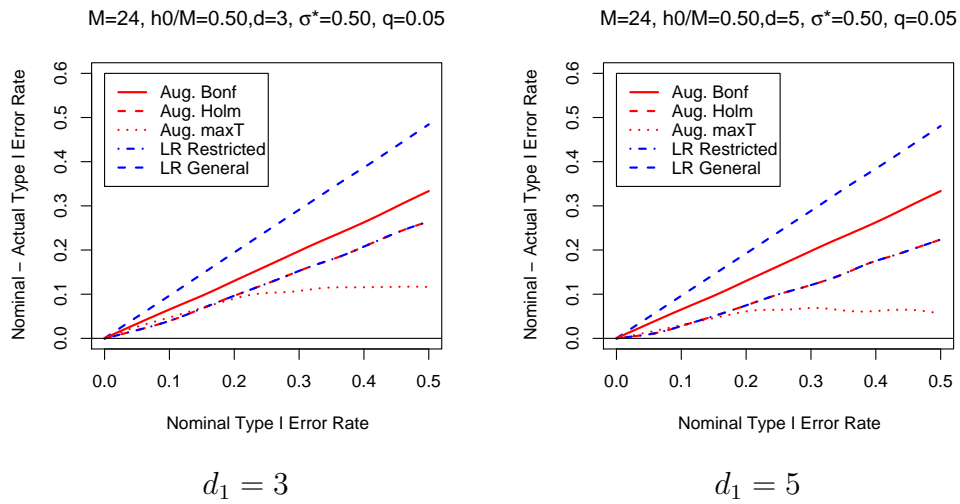 M=24, h0/M=0.50,d=3, σ*=0.50, q=0.05
Nominal − Actual Type I Error Rate
0.6
0.5
0.4
0.3
0.2
0.1
0.0
Aug. Bonf
Aug. Holm
Aug. maxT
LR Restricted
LR General
0.0 0.1 0.2 0.3 0.4 0.5
Nominal Type I Error Rate
d₁ = 3
M=24, h0/M=0.50,d=5, σ*=0.50, q=0.05
Nominal − Actual Type I Error Rate
0.6
0.5
0.4
0.3
0.2
0.1
0.0
Aug. Bonf
Aug. Holm
Aug. maxT
LR Restricted
LR General
0.0 0.1 0.2 0.3 0.4 0.5
Nominal Type I Error Rate
d₁ = 5